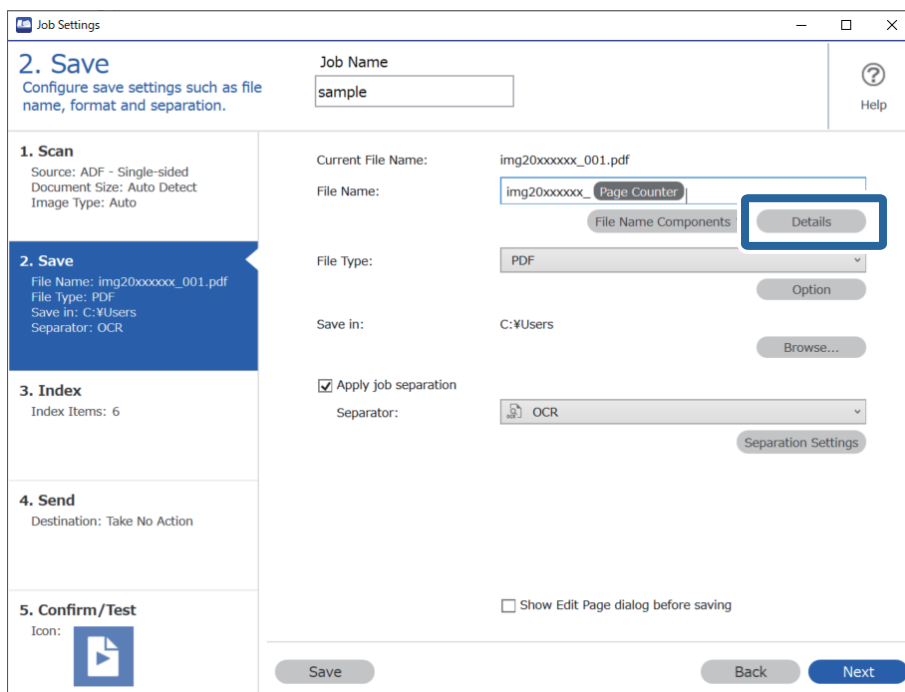 Job Settings
2. Save
Configure save settings such as file
name, format and separation.
Job Name
sample
Help
1. Scan
Source: ADF - Single-sided
Document Size: Auto Detect
Image Type: Auto
2. Save
File Name: img20xxxxxx_001.pdf
File Type: PDF
Save in: C:¥Users
Separator: OCR
3. Index
Index Items: 6
4. Send
Destination: Take No Action
5. Confirm/Test
Icon:
Current File Name: img20xxxxxx_001.pdf
File Name: img20xxxxxx_ Page Counter
File Name Components Details
File Type: PDF
Option
Save in: C:¥Users
Browse...
Apply job separation
Separator: OCR
Separation Settings
Show Edit Page dialog before saving
Save Back Next